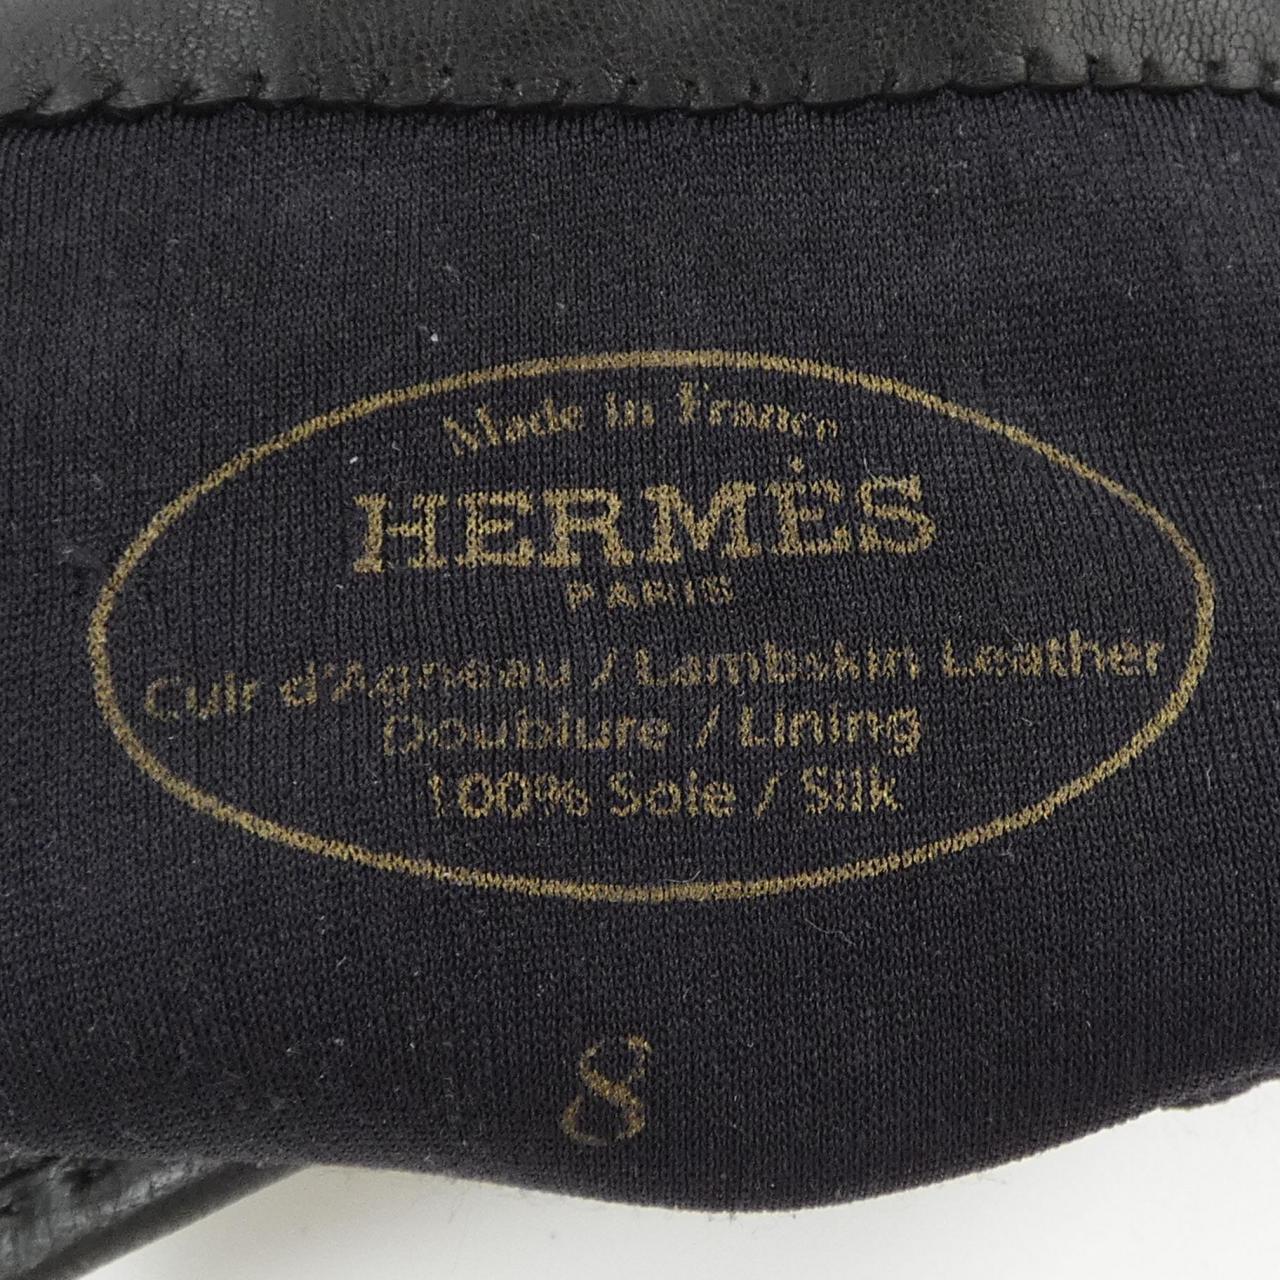 Made in France
HERMÈS
PARIS
Cuir d'Agneau / Lambskin Leather
Doublure / Lining
100% Soie / Silk
8